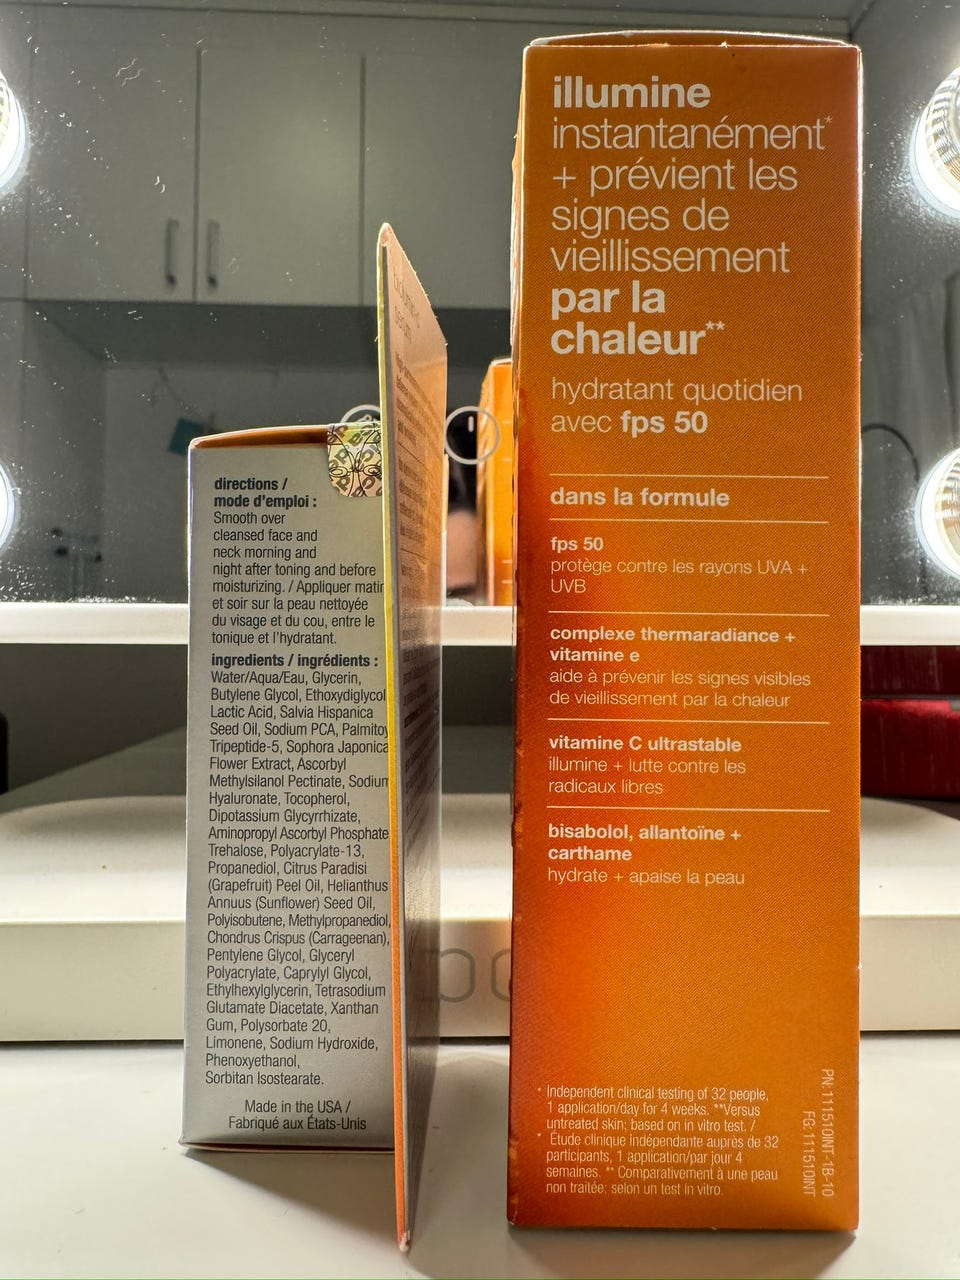 directions /
mode d'emploi :
Smooth over
cleansed face and
neck morning and
night after toning and before
moisturizing. / Appliquer matin
et soir sur la peau nettoyée
du visage et du cou, entre le
tonique et l'hydratant.
ingredients / ingrédients :
Water/Aqua/Eau, Glycerin,
Butylene Glycol, Ethoxydiglycol
Lactic Acid, Salvia Hispanica
Seed Oil, Sodium PCA, Palmitoy
Tripeptide-5, Sophora Japonica
Flower Extract, Ascorbyl
Methylsilanol Pectinate, Sodium
Hyaluronate, Tocopherol,
Dipotassium Glycyrrhizate,
Aminopropyl Ascorbyl Phosphate
Trehalose, Polyacrylate-13,
Propanediol, Citrus Paradisi
(Grapefruit) Peel Oil, Helianthus
Annuus (Sunflower) Seed Oil,
Polyisobutene, Methylpropanediol,
Chondrus Crispus (Carrageenan),
Pentylene Glycol, Glyceryl
Polyacrylate, Caprylyl Glycol,
Ethylhexylglycerin, Tetrasodium
Glutamate Diacetate, Xanthan
Gum, Polysorbate 20,
Limonene, Sodium Hydroxide,
Phenoxyethanol,
Sorbitan Isostearate.
Made in the USA /
Fabriqué aux États-Unis
illumine
instantanément*
+ prévient les
signes de
vieillissement
par la
chaleur**
hydratant quotidien
avec fps 50
dans la formule
fps 50
protège contre les rayons UVA +
UVB
complexe thermaradiance +
vitamine e
aide à prévenir les signes visibles
de vieillissement par la chaleur
vitamine C ultrastable
illumine + lutte contre les
radicaux libres
bisabolol, allantoïne +
carthame
hydrate + apaise la peau
* Independent clinical testing of 32 people,
1 application/day for 4 weeks. **Versus
untreated skin; based on in vitro test. /
* Étude clinique indépendante auprès de 32
participants, 1 application/par jour 4
semaines. ** Comparativement à une peau
non traitée; selon un test in vitro.
PN:111510INT-1B-10
FG:111510INT